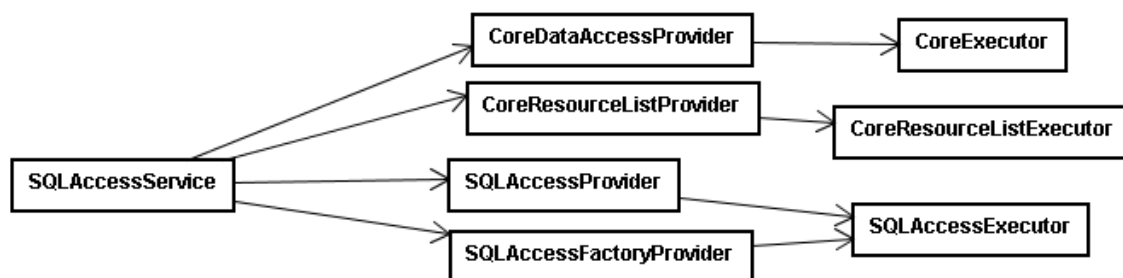 CoreDataAccessProvider
CoreExecutor
CoreResourceListProvider
CoreResourceListExecutor
SQLAccessService
SQLAccessProvider
SQLAccessExecutor
SQLAccessFactoryProvider